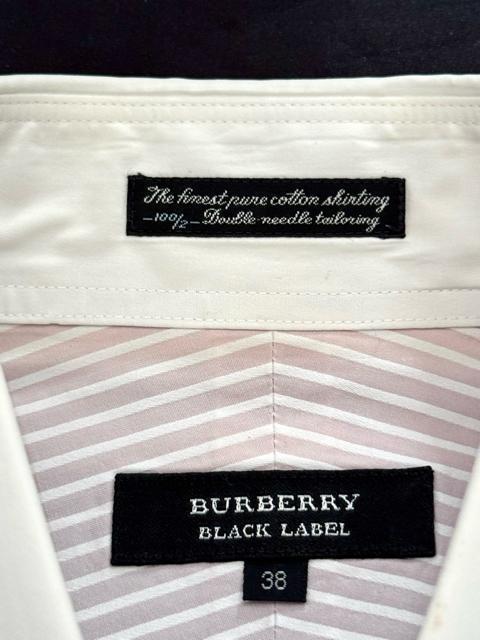 The finest pure cotton shirting
—100/2— Double needle tailoring
BURBERRY
BLACK LABEL
38